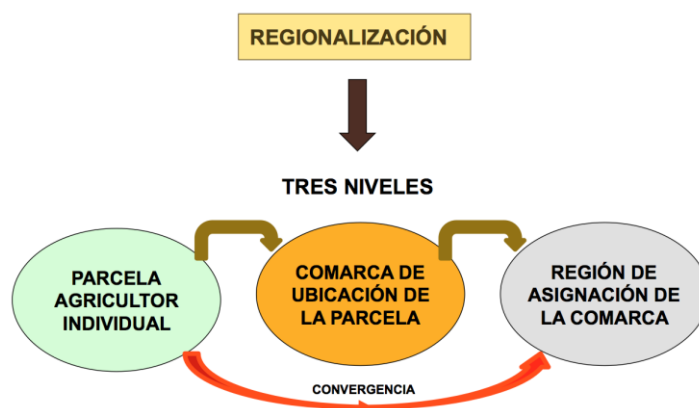 REGIONALIZACIÓN
TRES NIVELES
PARCELA
AGRICULTOR
INDIVIDUAL
COMARCA DE
UBICACIÓN DE
LA PARCELA
REGIÓN DE
ASIGNACIÓN DE
LA COMARCA
CONVERGENCIA